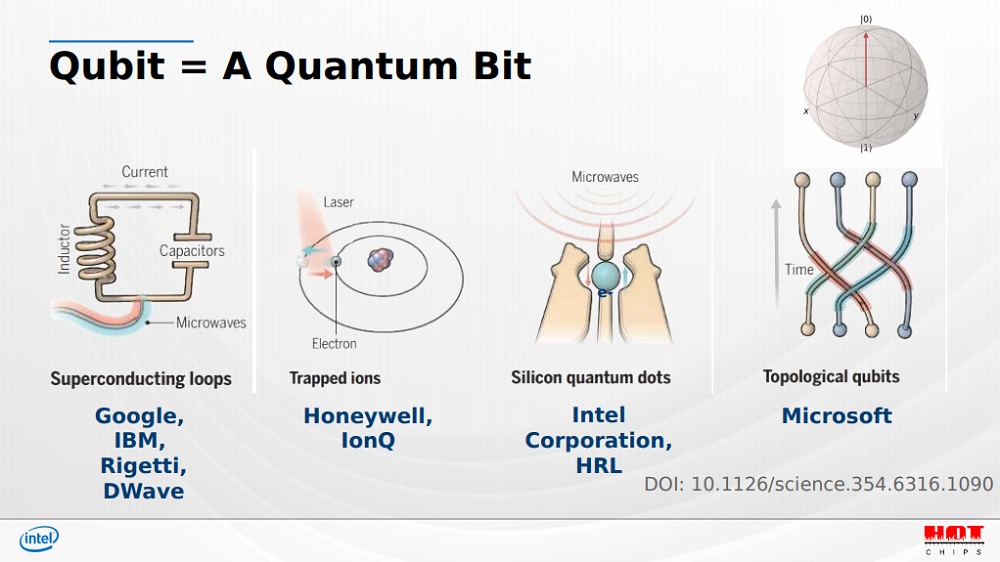 Qubit = A Quantum Bit
|0⟩
x
y
|1⟩
Current
Inductor
Capacitors
Microwaves
Superconducting loops
Google,
IBM,
Rigetti,
DWave
Laser
Electron
Trapped ions
Honeywell,
IonQ
Microwaves
e-
Silicon quantum dots
Intel
Corporation,
HRL
Time
Topological qubits
Microsoft
DOI: 10.1126/science.354.6316.1090
intel
HOT
CHIPS